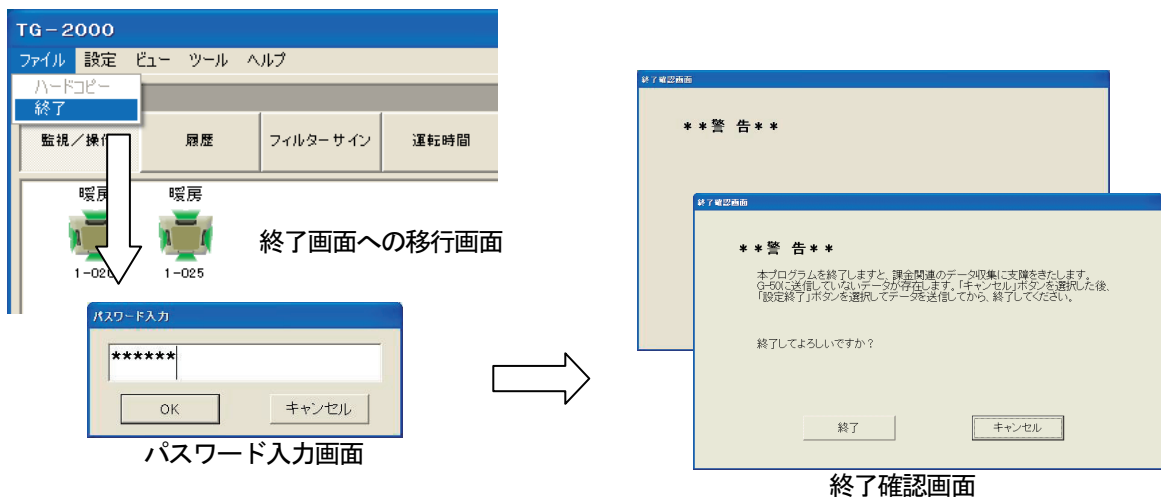 TG－2000
ファイル 設定 ビュー ツール ヘルプ
ハードコピー
終了
監視／操作
履歴
フィルターサイン
運転時間
暖房
暖房
1-025
終了画面への移行画面
パスワード入力
******
OK
キャンセル
パスワード入力画面
終了確認画面
**警 告**
終了確認画面
**警 告**
本プログラムを終了しますと、課金関連のデータ収集に支障をきたします。
G-50に送信していないデータが存在します。「キャンセル」ボタンを選択した後、
「設定終了」ボタンを選択してデータを送信してから、終了してください。
終了してよろしいですか？
終了
キャンセル
終了確認画面